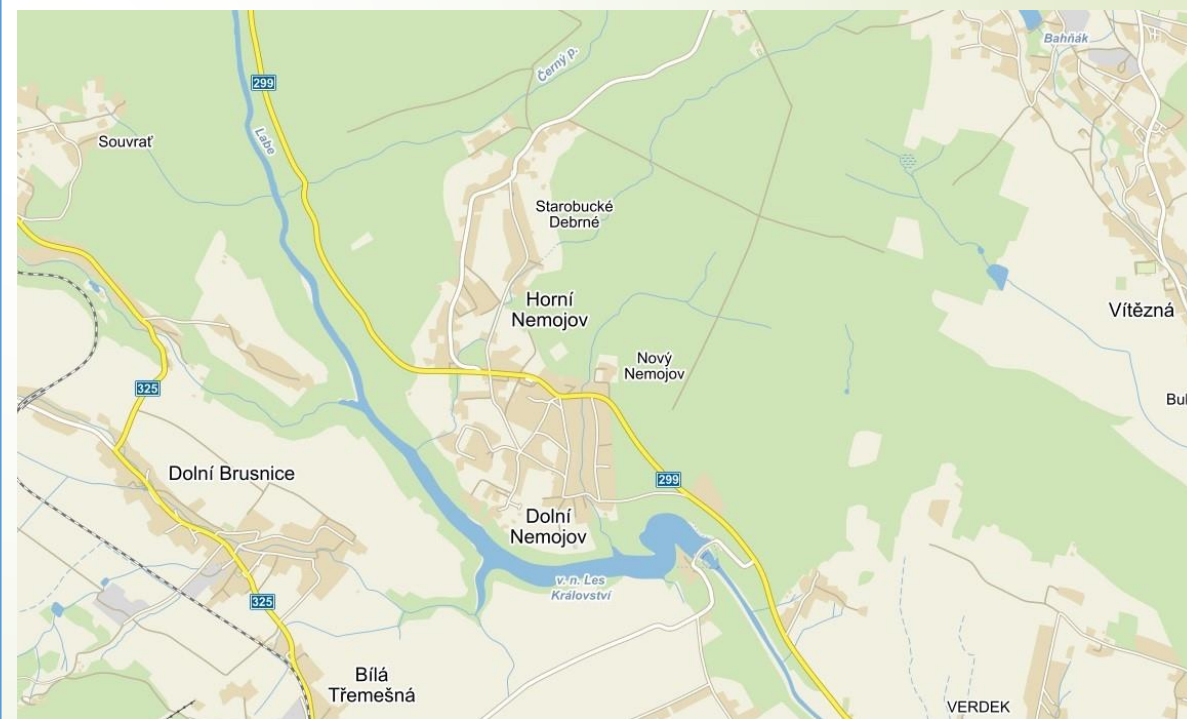 Bahňák
299
Černý p.
Labe
Souvrať
Starobucké
Debrné
Horní
Nemojov
Vítězná
Nový
Nemojov
325
Bul
Dolní Brusnice
299
Dolní
Nemojov
v. n. Les
Království
325
Bílá
Třemešná
VERDEK